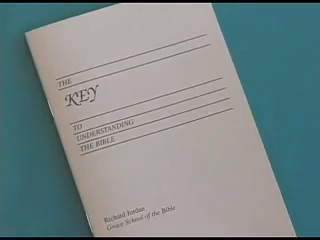 THE
KEY
TO
UNDERSTANDING
THE BIBLE
Richard Jordan
Grace School of the Bible